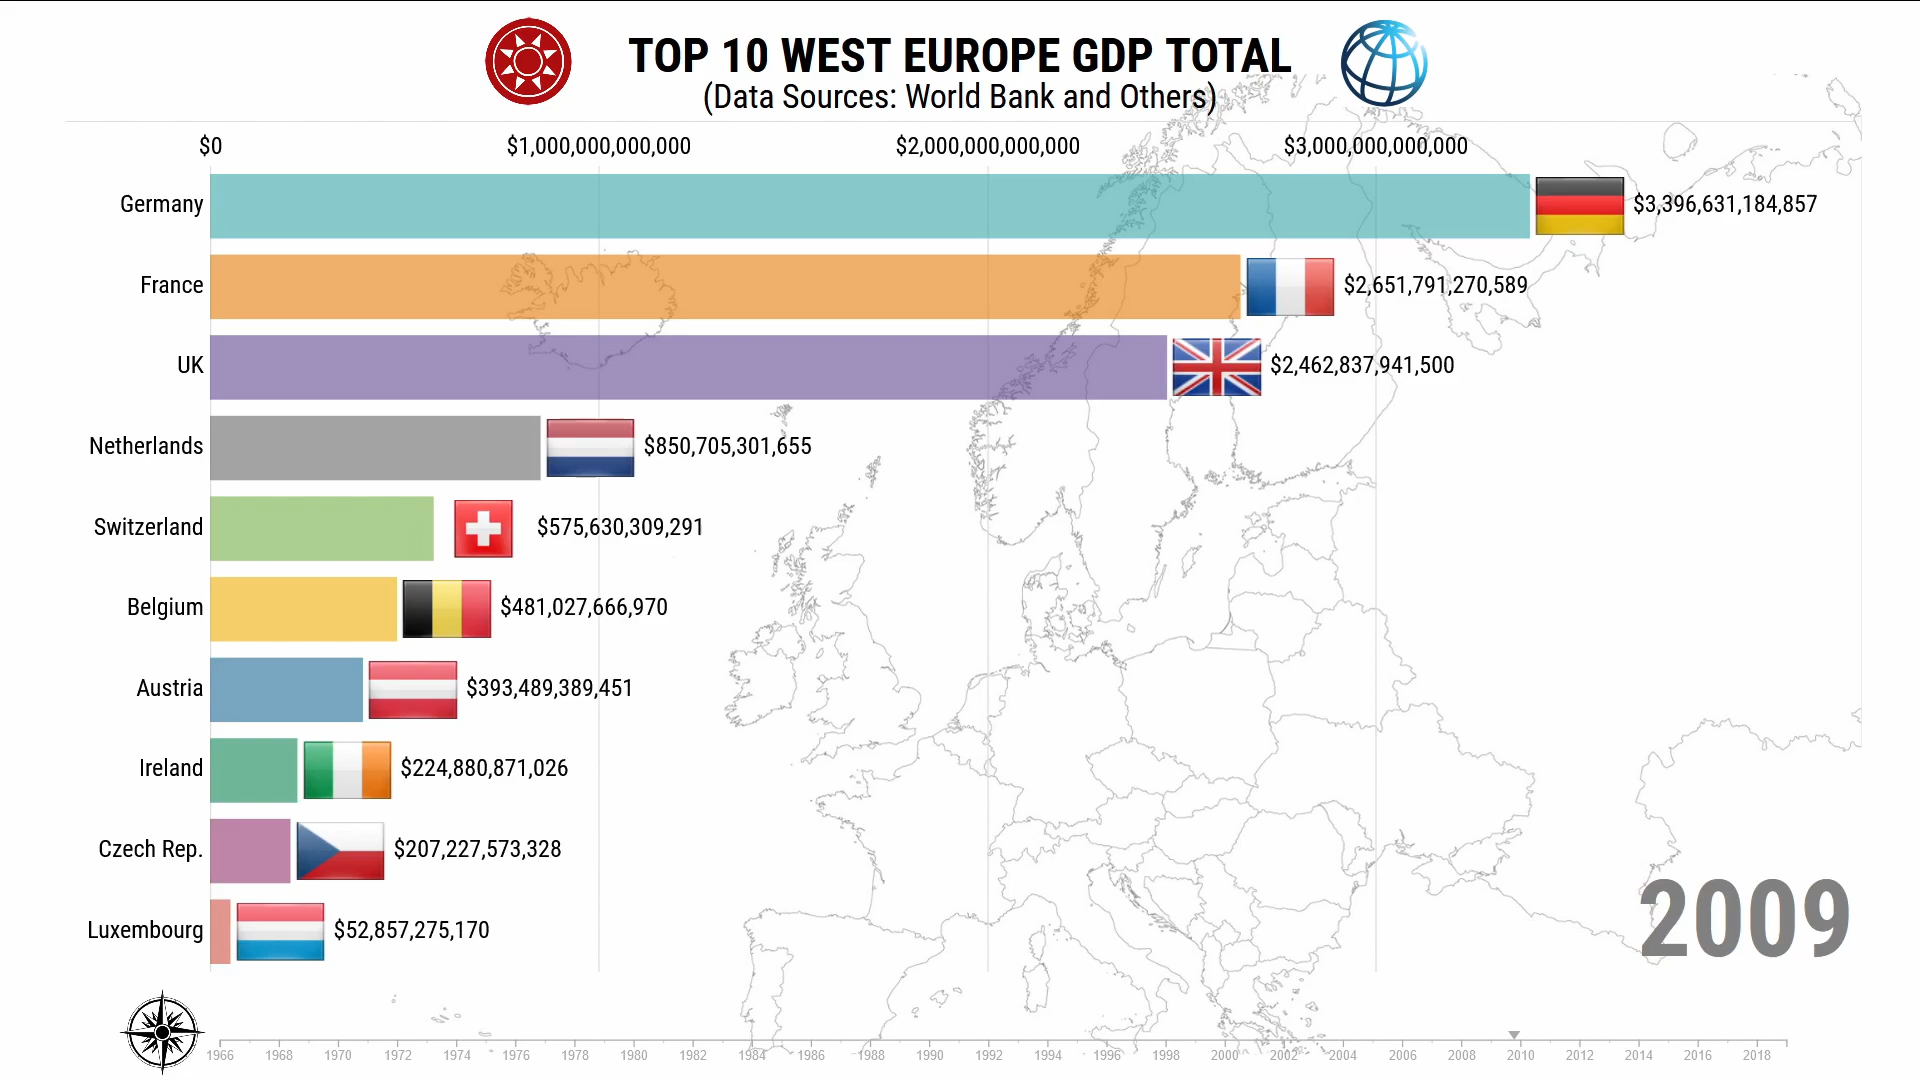 TOP 10 WEST EUROPE GDP TOTAL
(Data Sources: World Bank and Others)
$0 $1,000,000,000,000 $2,000,000,000,000 $3,000,000,000,000
Germany $3,396,631,184,857
France $2,651,791,270,589
UK $2,462,837,941,500
Netherlands $850,705,301,655
Switzerland $575,630,309,291
Belgium $481,027,666,970
Austria $393,489,389,451
Ireland $224,880,871,026
Czech Rep. $207,227,573,328
Luxembourg $52,857,275,170
2009
1966 1968 1970 1972 1974 1976 1978 1980 1982 1984 1986 1988 1990 1992 1994 1996 1998 2000 2002 2004 2006 2008 2010 2012 2014 2016 2018